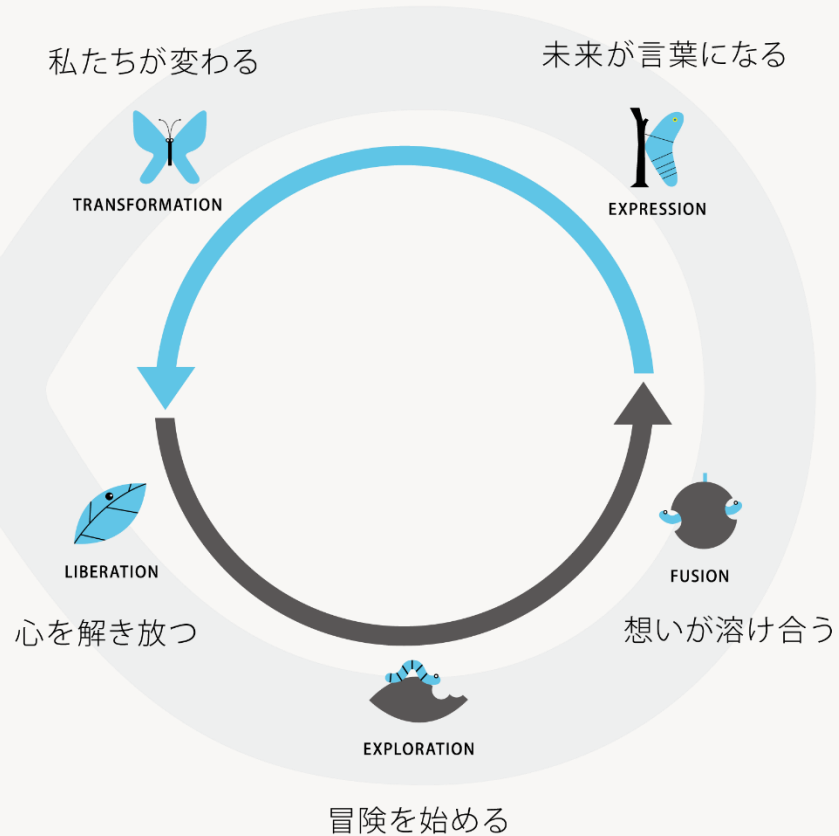 私たちが変わる
未来が言葉になる
TRANSFORMATION
EXPRESSION
LIBERATION
FUSION
心を解き放つ
想いが溶け合う
EXPLORATION
冒険を始める